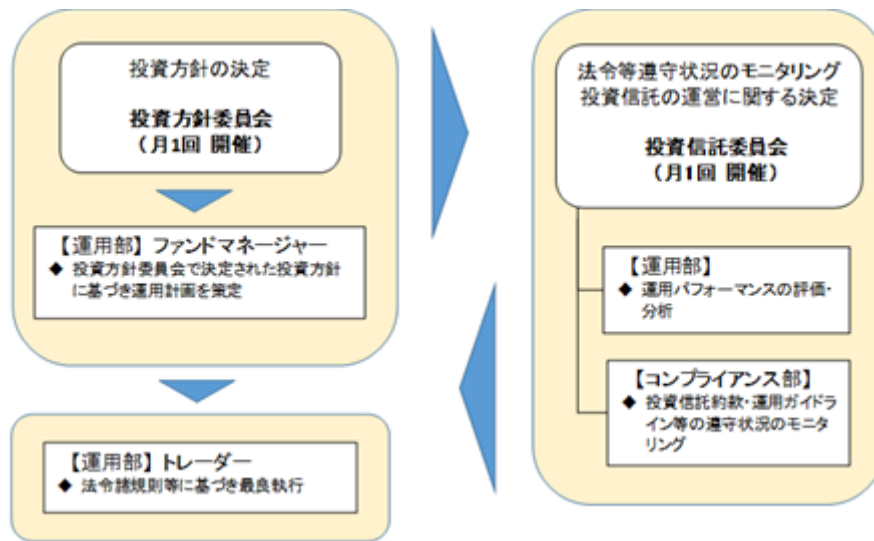 投資方針の決定
投資方針委員会
（月1回 開催）
【運用部】ファンドマネージャー
◆ 投資方針委員会で決定された投資方針
に基づき運用計画を策定
【運用部】トレーダー
◆ 法令諸規則等に基づき最良執行
法令等遵守状況のモニタリング
投資信託の運営に関する決定
投資信託委員会
（月1回 開催）
【運用部】
◆ 運用パフォーマンスの評価・
分析
【コンプライアンス部】
◆ 投資信託約款・運用ガイドラ
イン等の遵守状況のモニタ
リング